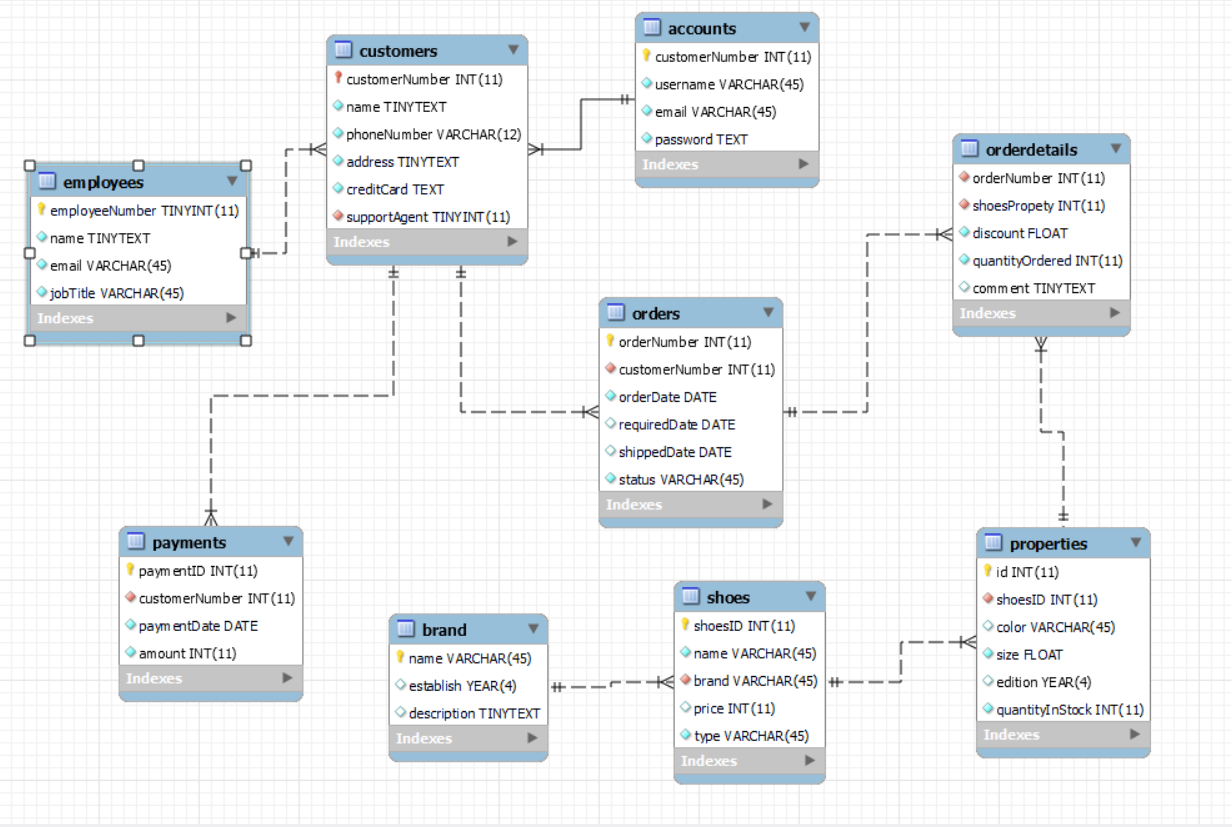 accounts
customerNumber INT(11)
username VARCHAR(45)
email VARCHAR(45)
password TEXT
Indexes
customers
customerNumber INT(11)
name TINYTEXT
phoneNumber VARCHAR(12)
address TINYTEXT
creditCard TEXT
supportAgent TINYINT(11)
Indexes
employees
employeeNumber TINYINT(11)
name TINYTEXT
email VARCHAR(45)
jobTitle VARCHAR(45)
Indexes
orderdetails
orderNumber INT(11)
shoesPropety INT(11)
discount FLOAT
quantityOrdered INT(11)
comment TINYTEXT
Indexes
orders
orderNumber INT(11)
customerNumber INT(11)
orderDate DATE
requiredDate DATE
shippedDate DATE
status VARCHAR(45)
Indexes
payments
paymentID INT(11)
customerNumber INT(11)
paymentDate DATE
amount INT(11)
Indexes
brand
name VARCHAR(45)
establish YEAR(4)
description TINYTEXT
Indexes
shoes
shoesID INT(11)
name VARCHAR(45)
brand VARCHAR(45)
price INT(11)
type VARCHAR(45)
Indexes
properties
id INT(11)
shoesID INT(11)
color VARCHAR(45)
size FLOAT
edition YEAR(4)
quantityInStock INT(11)
Indexes